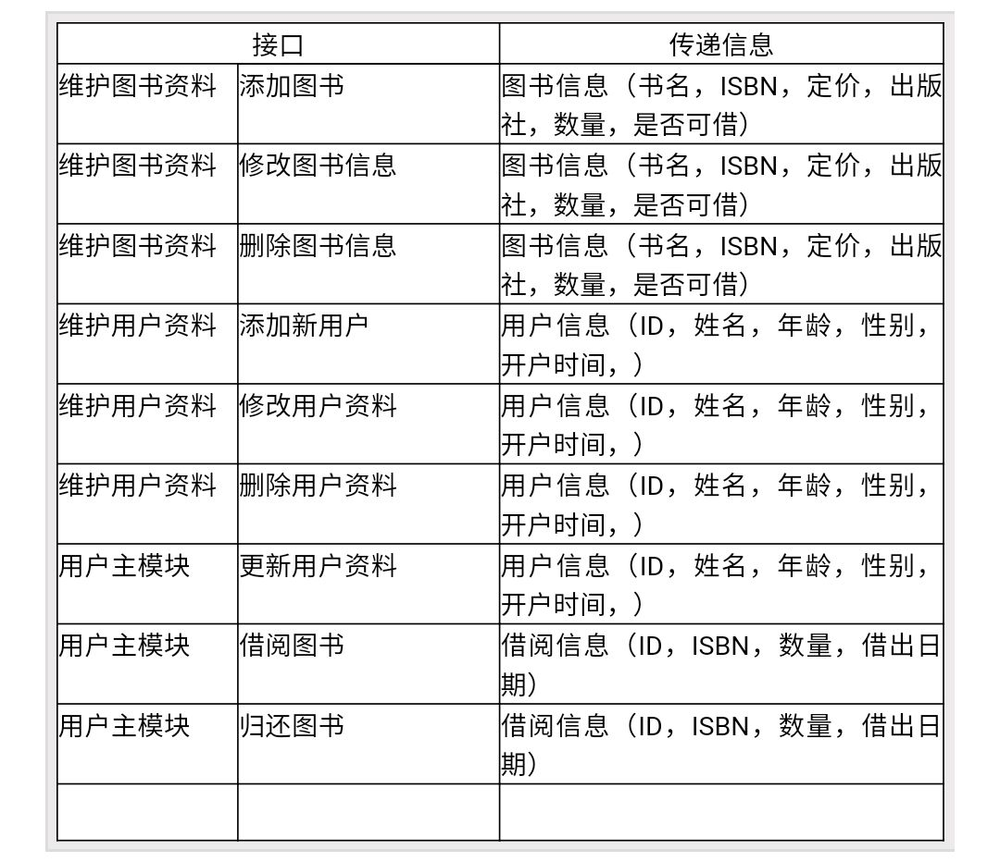 接口 传递信息
维护图书资料 添加图书 图书信息（书名，ISBN，定价，出版
社，数量，是否可借）
维护图书资料 修改图书信息 图书信息（书名，ISBN，定价，出版
社，数量，是否可借）
维护图书资料 删除图书信息 图书信息（书名，ISBN，定价，出版
社，数量，是否可借）
维护用户资料 添加新用户 用户信息（ID，姓名，年龄，性别，
开户时间，）
维护用户资料 修改用户资料 用户信息（ID，姓名，年龄，性别，
开户时间，）
维护用户资料 删除用户资料 用户信息（ID，姓名，年龄，性别，
开户时间，）
用户主模块 更新用户资料 用户信息（ID，姓名，年龄，性别，
开户时间，）
用户主模块 借阅图书 借阅信息（ID，ISBN，数量，借出日
期）
用户主模块 归还图书 借阅信息（ID，ISBN，数量，借出日
期）